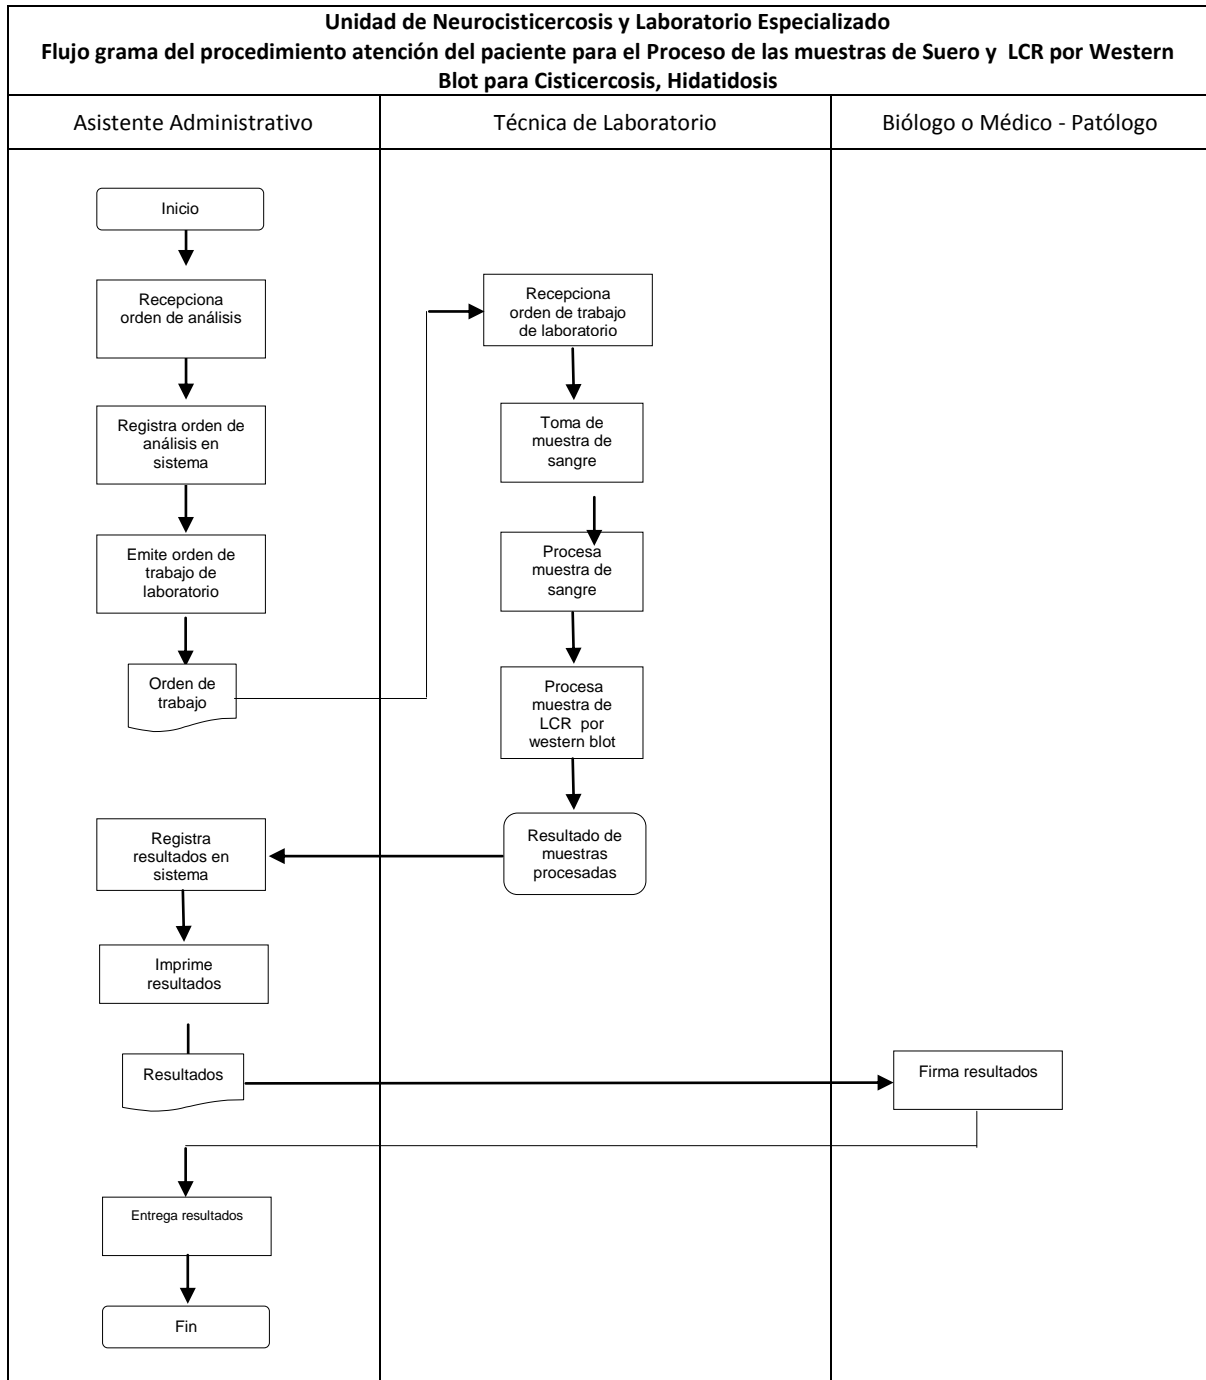 Unidad de Neurocisticercosis y Laboratorio Especializado
Flujo grama del procedimiento atención del paciente para el Proceso de las muestras de Suero y LCR por Western
Blot para Cisticercosis, Hidatidosis
Asistente Administrativo
Técnica de Laboratorio
Biólogo o Médico - Patólogo
Inicio
Recepciona
orden de análisis
Registra orden de
análisis en
sistema
Emite orden de
trabajo de
laboratorio
Orden de
trabajo
Recepciona
orden de trabajo
de laboratorio
Toma de
muestra de
sangre
Procesa
muestra de
sangre
Procesa
muestra de
LCR por
western blot
Resultado de
muestras
procesadas
Registra
resultados en
sistema
Imprime
resultados
Resultados
Firma resultados
Entrega resultados
Fin